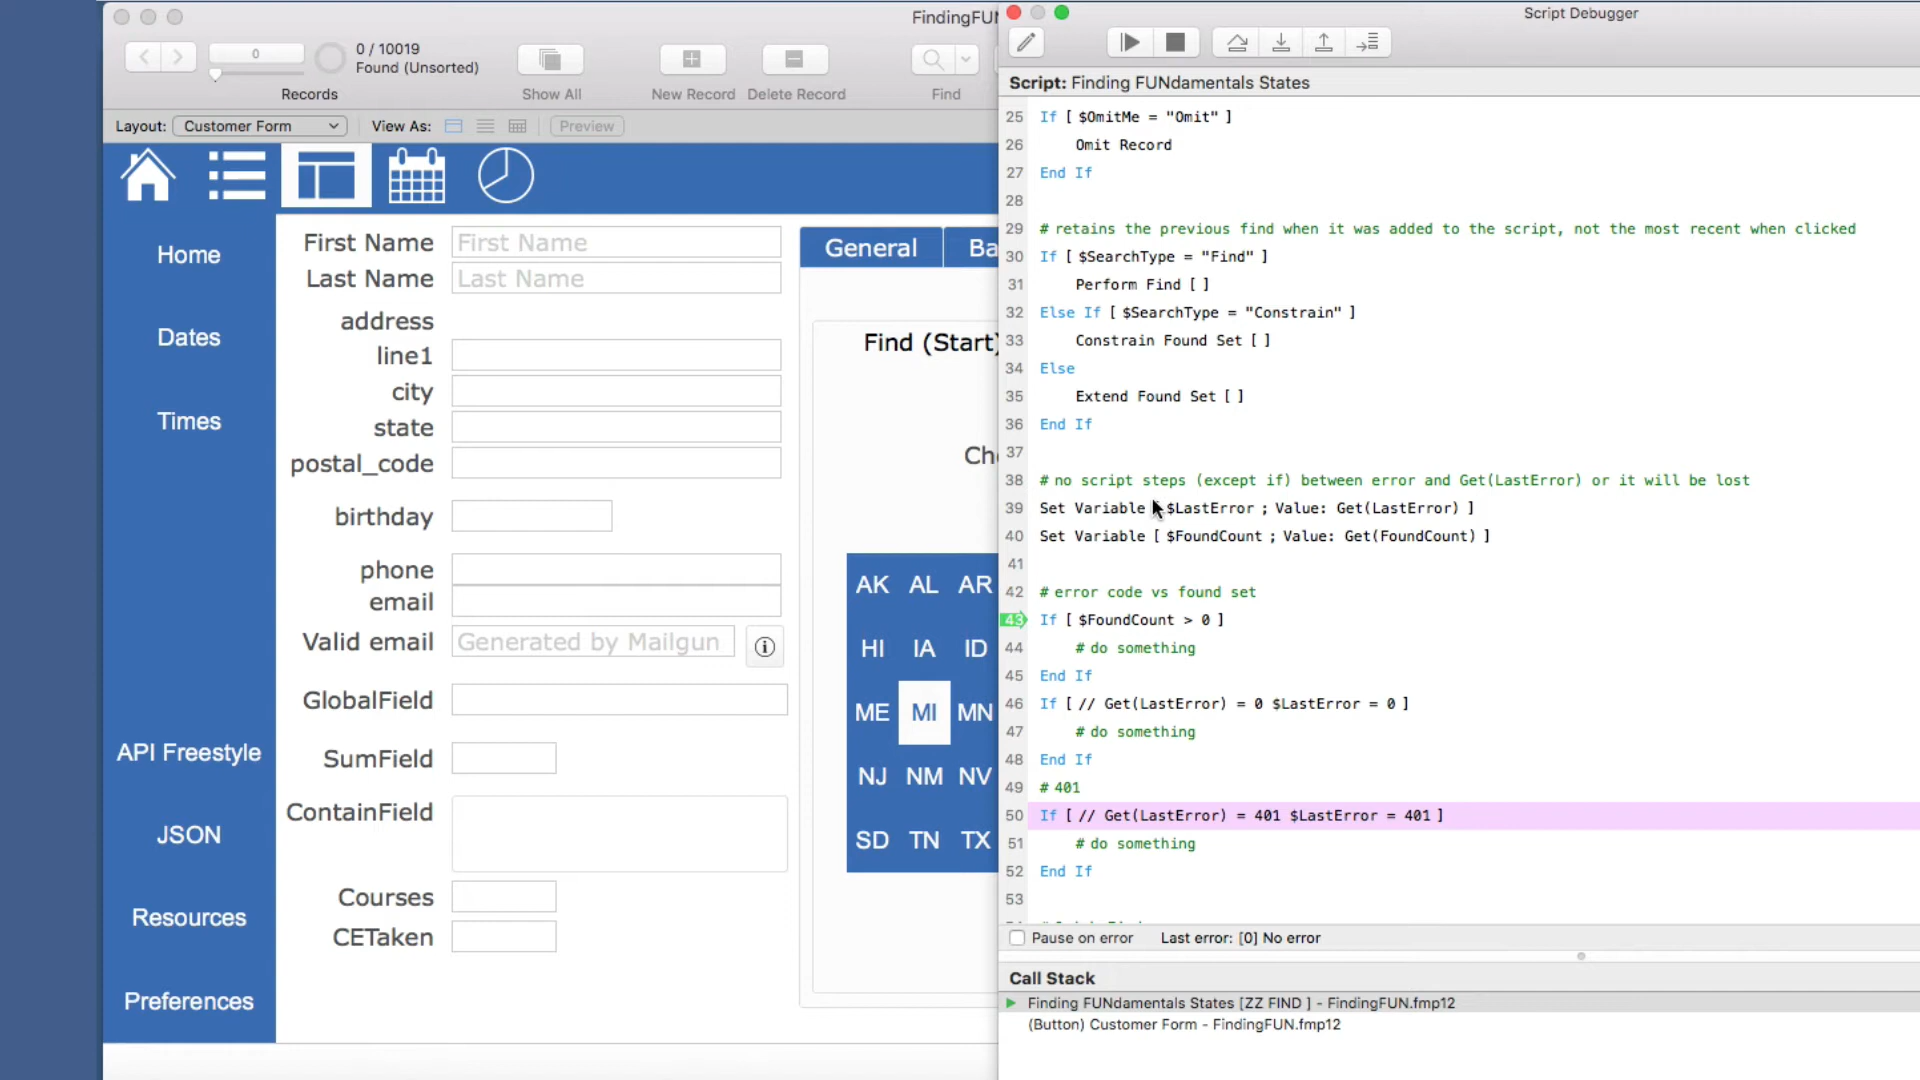 FindingFUN
0
0 / 10019
Found (Unsorted)
Records
Show All
New Record
Delete Record
Find
Layout:
Customer Form
View As:
Preview
Home
Dates
Times
API Freestyle
JSON
Resources
Preferences
First Name
First Name
Last Name
Last Name
address
line1
city
state
postal_code
birthday
phone
email
Valid email
Generated by Mailgun
GlobalField
SumField
ContainField
Courses
CETaken
General
Ba
Find (Start)
Cho
AK AL AR
HI IA ID
ME MI MN
NJ NM NV
SD TN TX
Script Debugger
Script: Finding FUNdamentals States
25 If [ $OmitMe = "Omit" ]
26 Omit Record
27 End If
28
29 # retains the previous find when it was added to the script, not the most recent when clicked
30 If [ $SearchType = "Find" ]
31 Perform Find [ ]
32 Else If [ $SearchType = "Constrain" ]
33 Constrain Found Set [ ]
34 Else
35 Extend Found Set [ ]
36 End If
37
38 # no script steps (except if) between error and Get(LastError) or it will be lost
39 Set Variable $LastError ; Value: Get(LastError) ]
40 Set Variable [ $FoundCount ; Value: Get(FoundCount) ]
41
42 # error code vs found set
43 If [ $FoundCount > 0 ]
44 # do something
45 End If
46 If [ // Get(LastError) = 0 $LastError = 0 ]
47 # do something
48 End If
49 # 401
50 If [ // Get(LastError) = 401 $LastError = 401 ]
51 # do something
52 End If
53
Pause on error
Last error: [0] No error
Call Stack
Finding FUNdamentals States [ZZ FIND ] - FindingFUN.fmp12
(Button) Customer Form - FindingFUN.fmp12